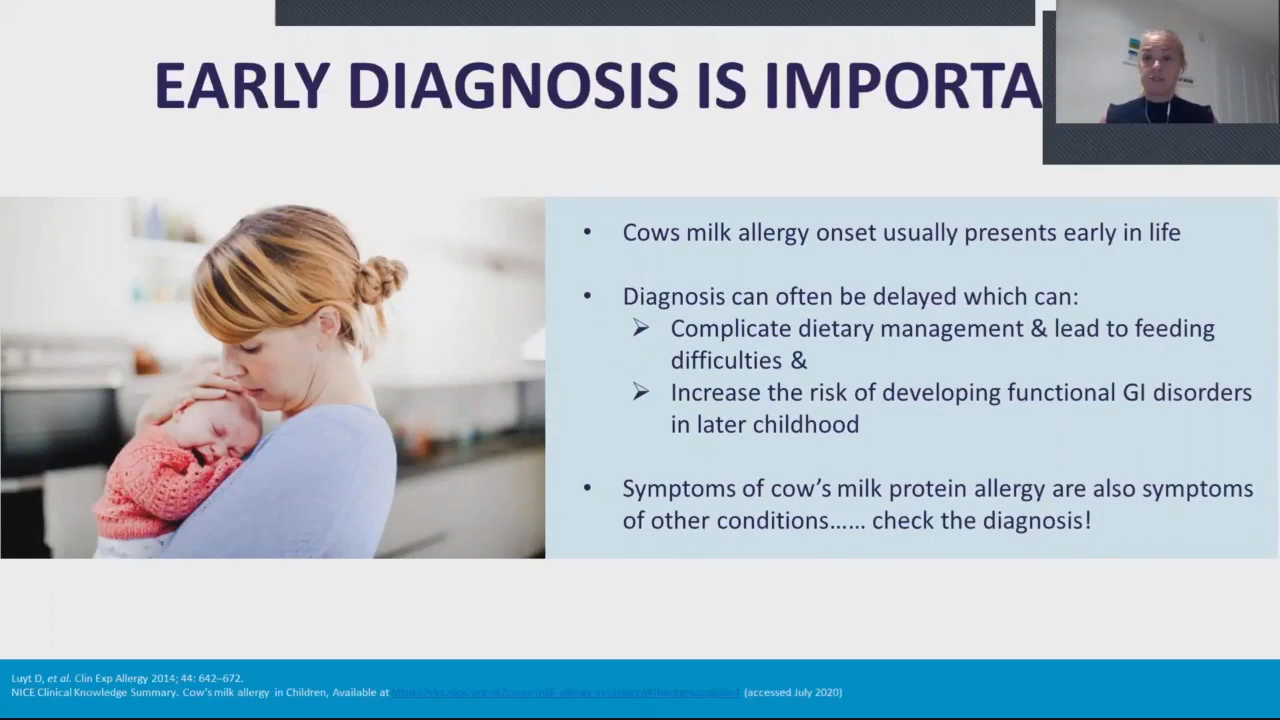 EARLY DIAGNOSIS IS IMPORTA
• Cows milk allergy onset usually presents early in life
• Diagnosis can often be delayed which can:
➢ Complicate dietary management & lead to feeding
difficulties &
➢ Increase the risk of developing functional GI disorders
in later childhood
• Symptoms of cow's milk protein allergy are also symptoms
of other conditions…... check the diagnosis!
Luyt D, et al. Clin Exp Allergy 2014; 44: 642–672.
NICE Clinical Knowledge Summary. Cow's milk allergy in Children, Available at (accessed July 2020)